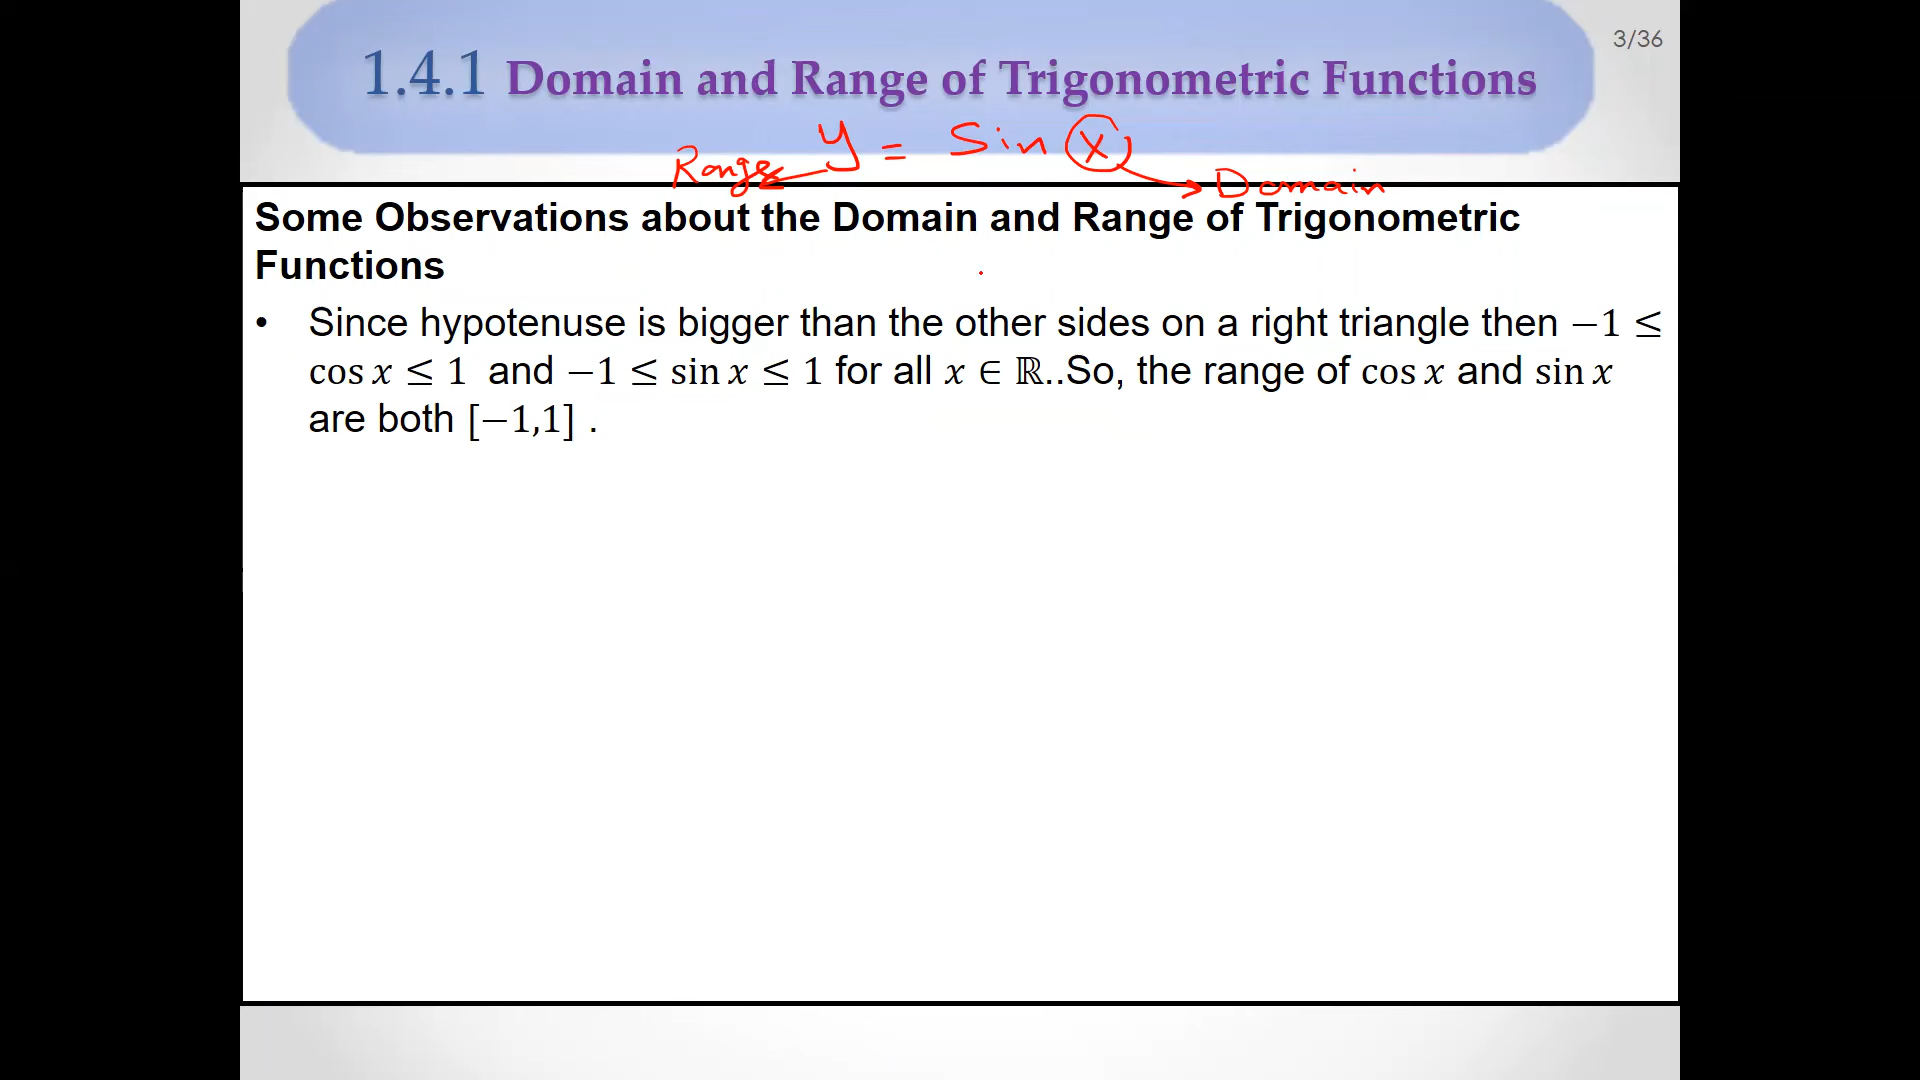 3/36
1.4.1 Domain and Range of Trigonometric Functions
y = Sin(x)
Range
Domain
Some Observations about the Domain and Range of Trigonometric
Functions
• Since hypotenuse is bigger than the other sides on a right triangle then −1 ≤
cos x ≤ 1 and −1 ≤ sin x ≤ 1 for all x ∈ ℝ..So, the range of cos x and sin x
are both [−1,1] .